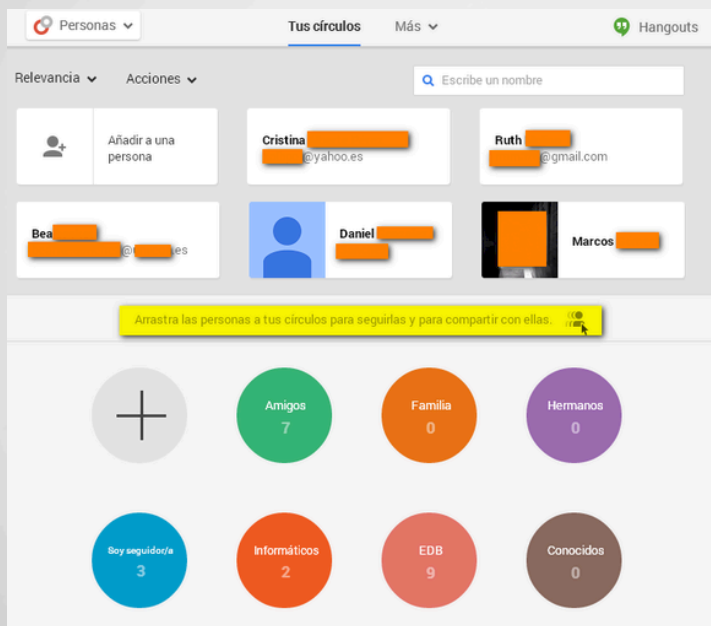 Personas
Tus círculos
Más
Hangouts
Relevancia
Acciones
Escribe un nombre
Añadir a una
persona
Cristina
@yahoo.es
Ruth
@gmail.com
Bea
@ .es
Daniel
Marcos
Arrastra las personas a tus círculos para seguirlas y para compartir con ellas.
Amigos
7
Familia
0
Hermanos
0
Soy seguidor/a
3
Informáticos
2
EDB
9
Conocidos
0